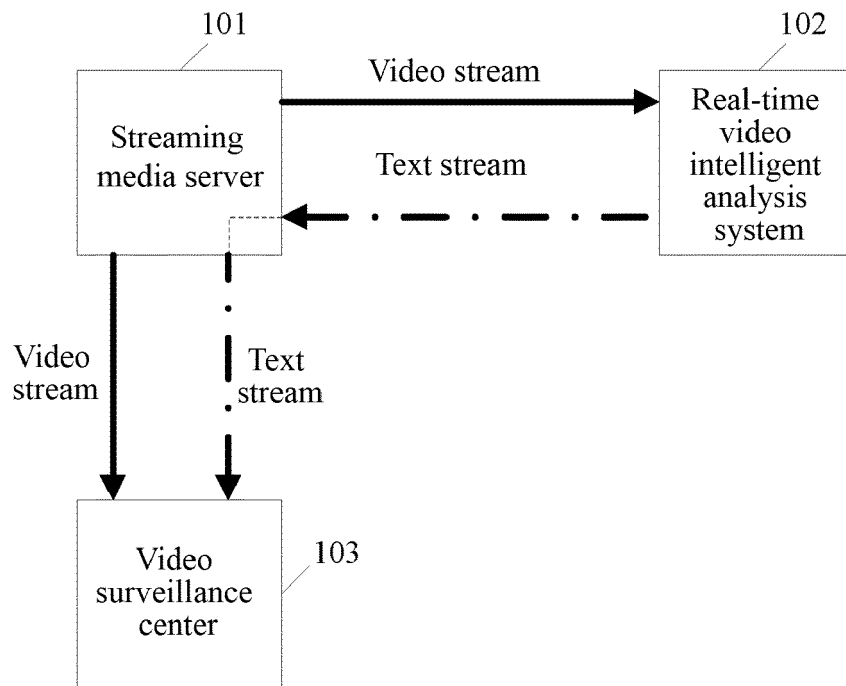 101
102
Video stream
Streaming
media server
Real-time
video
intelligent
analysis
system
Text stream
Video
stream
Text
stream
Video
surveillance
center
103